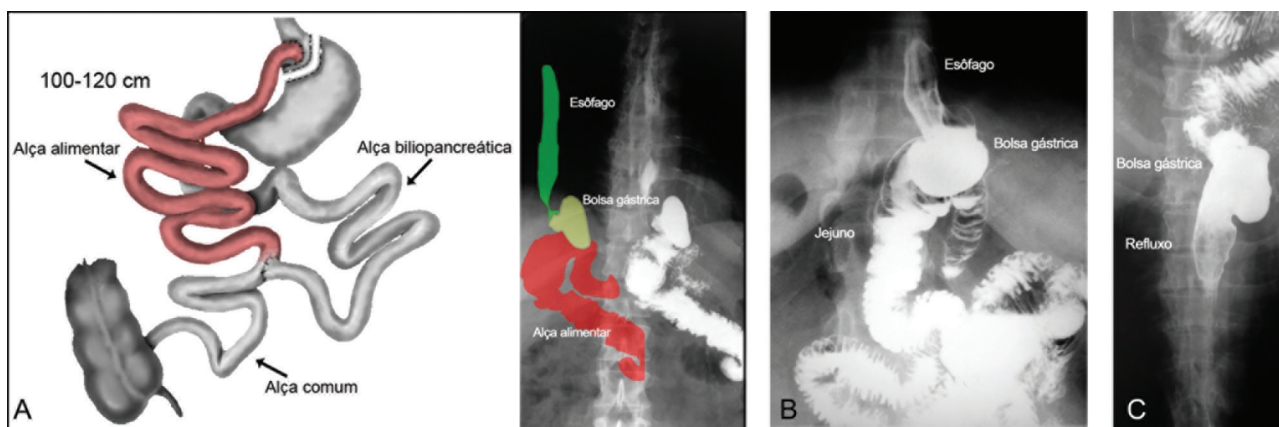 100-120 cm
Alça alimentar
Alça biliopancreática
Alça comum
A
Esôfago
Bolsa gástrica
Alça alimentar
Esôfago
Bolsa gástrica
Jejuno
B
Bolsa gástrica
Refluxo
C